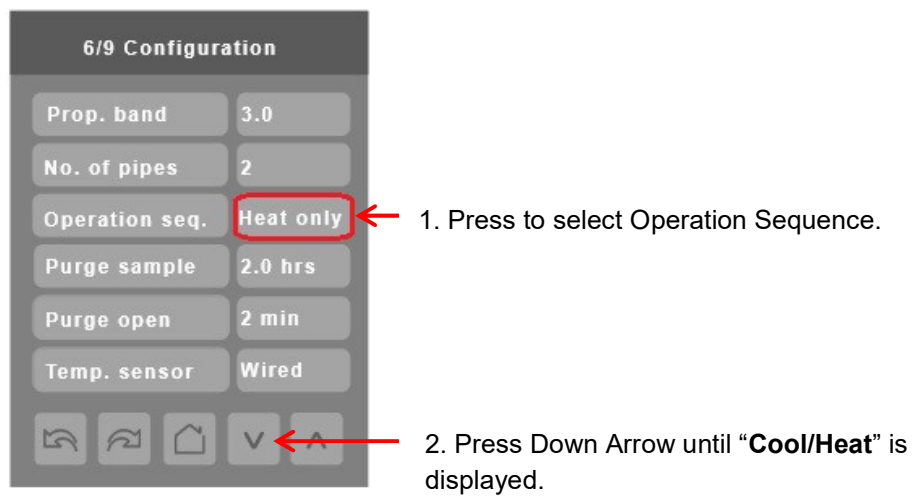 6/9 Configuration
Prop. band 3.0
No. of pipes 2
Operation seq. Heat only
1. Press to select Operation Sequence.
Purge sample 2.0 hrs
Purge open 2 min
Temp. sensor Wired
2. Press Down Arrow until “Cool/Heat” is
displayed.